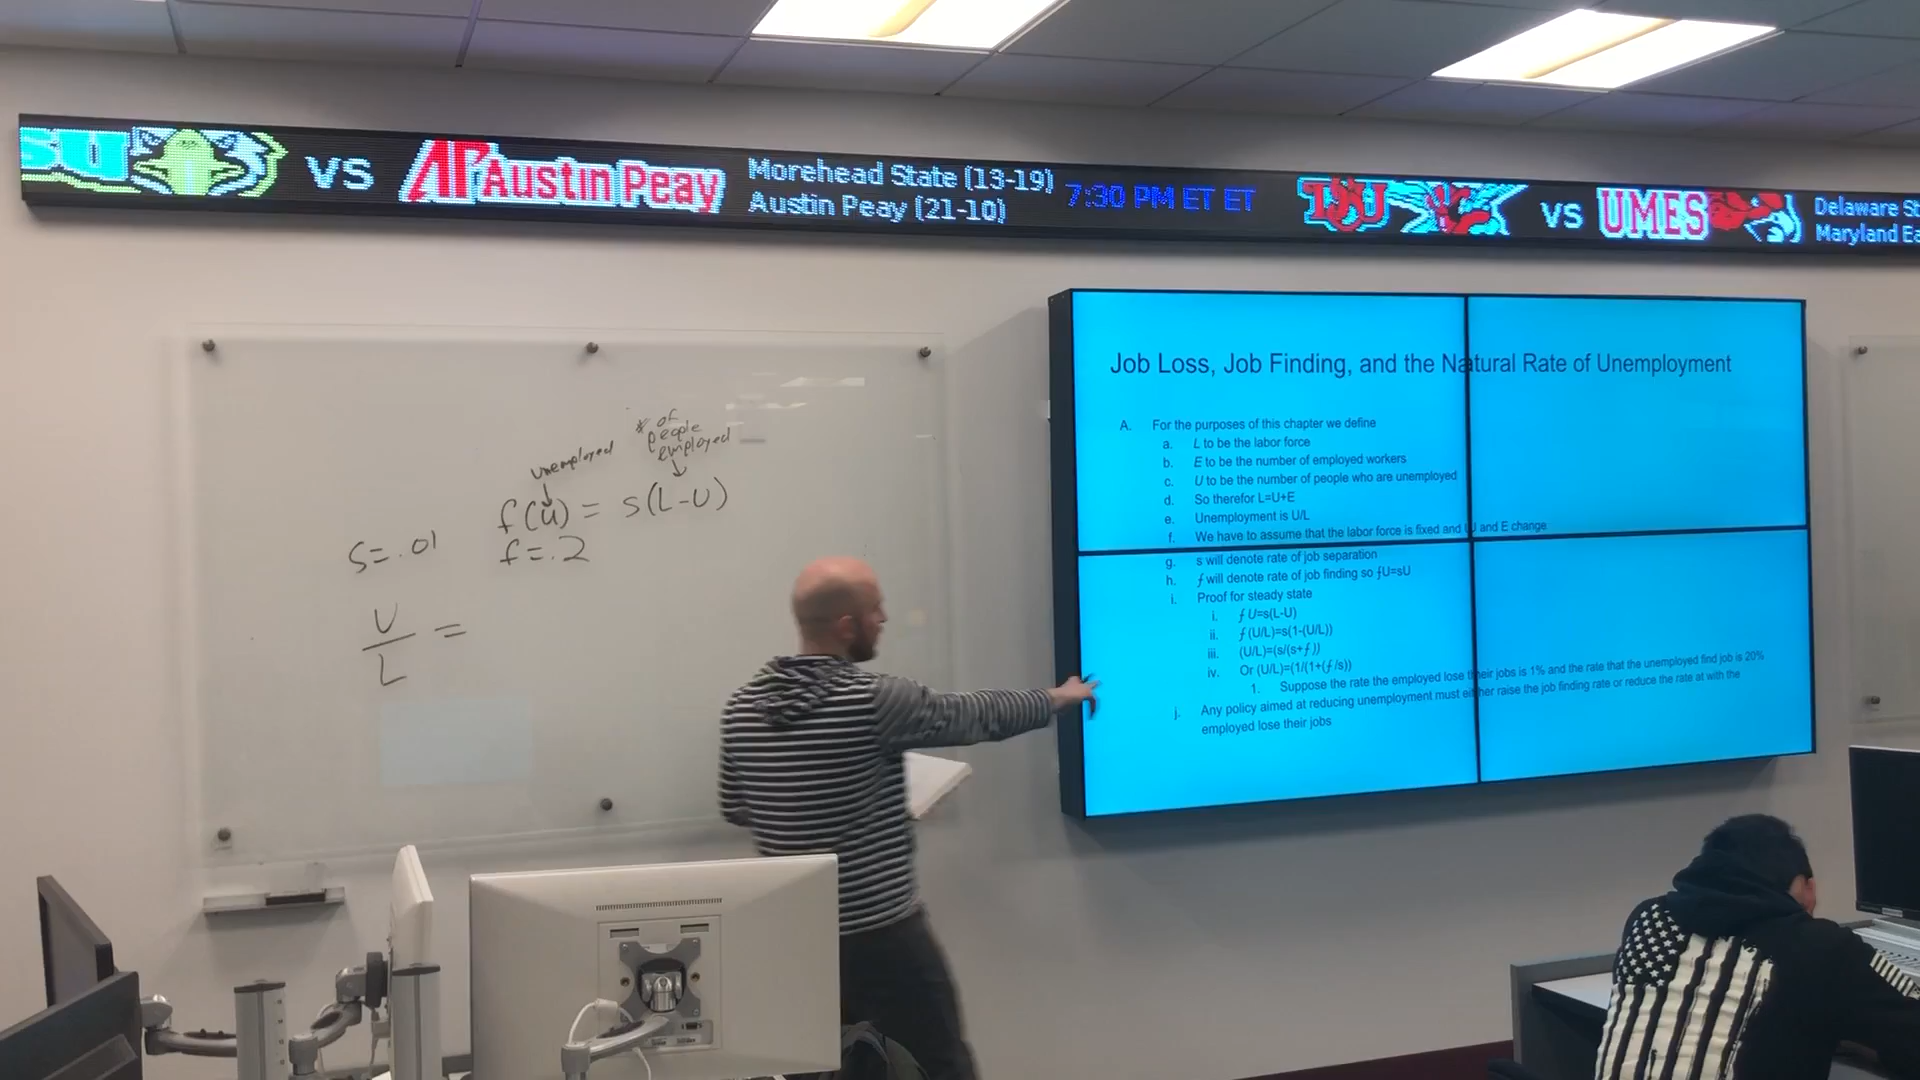 SU VS AP Austin Peay
Morehead State (13-19)
Austin Peay (21-10)
7:30 PM ET ET
DSU VS UMES
Delaware St
Maryland Ea
unemployed
# of
people
employed
f(U) = s(L-U)
s=.01
f=.2
U
L
=
Job Loss, Job Finding, and the Natural Rate of Unemployment
A. For the purposes of this chapter we define
a. L to be the labor force
b. E to be the number of employed workers
c. U to be the number of people who are unemployed
d. So therefor L=U+E
e. Unemployment is U/L
f. We have to assume that the labor force is fixed and U and E change
g. s will denote rate of job separation
h. ƒ will denote rate of job finding so ƒU=sU
i. Proof for steady state
i. ƒU=s(L-U)
ii. ƒ(U/L)=s(1-(U/L))
iii. (U/L)=(s/(s+ƒ))
iv. Or (U/L)=(1/(1+(ƒ/s))
1. Suppose the rate the employed lose their jobs is 1% and the rate that the unemployed find job is 20%
j. Any policy aimed at reducing unemployment must either raise the job finding rate or reduce the rate at with the
employed lose their jobs